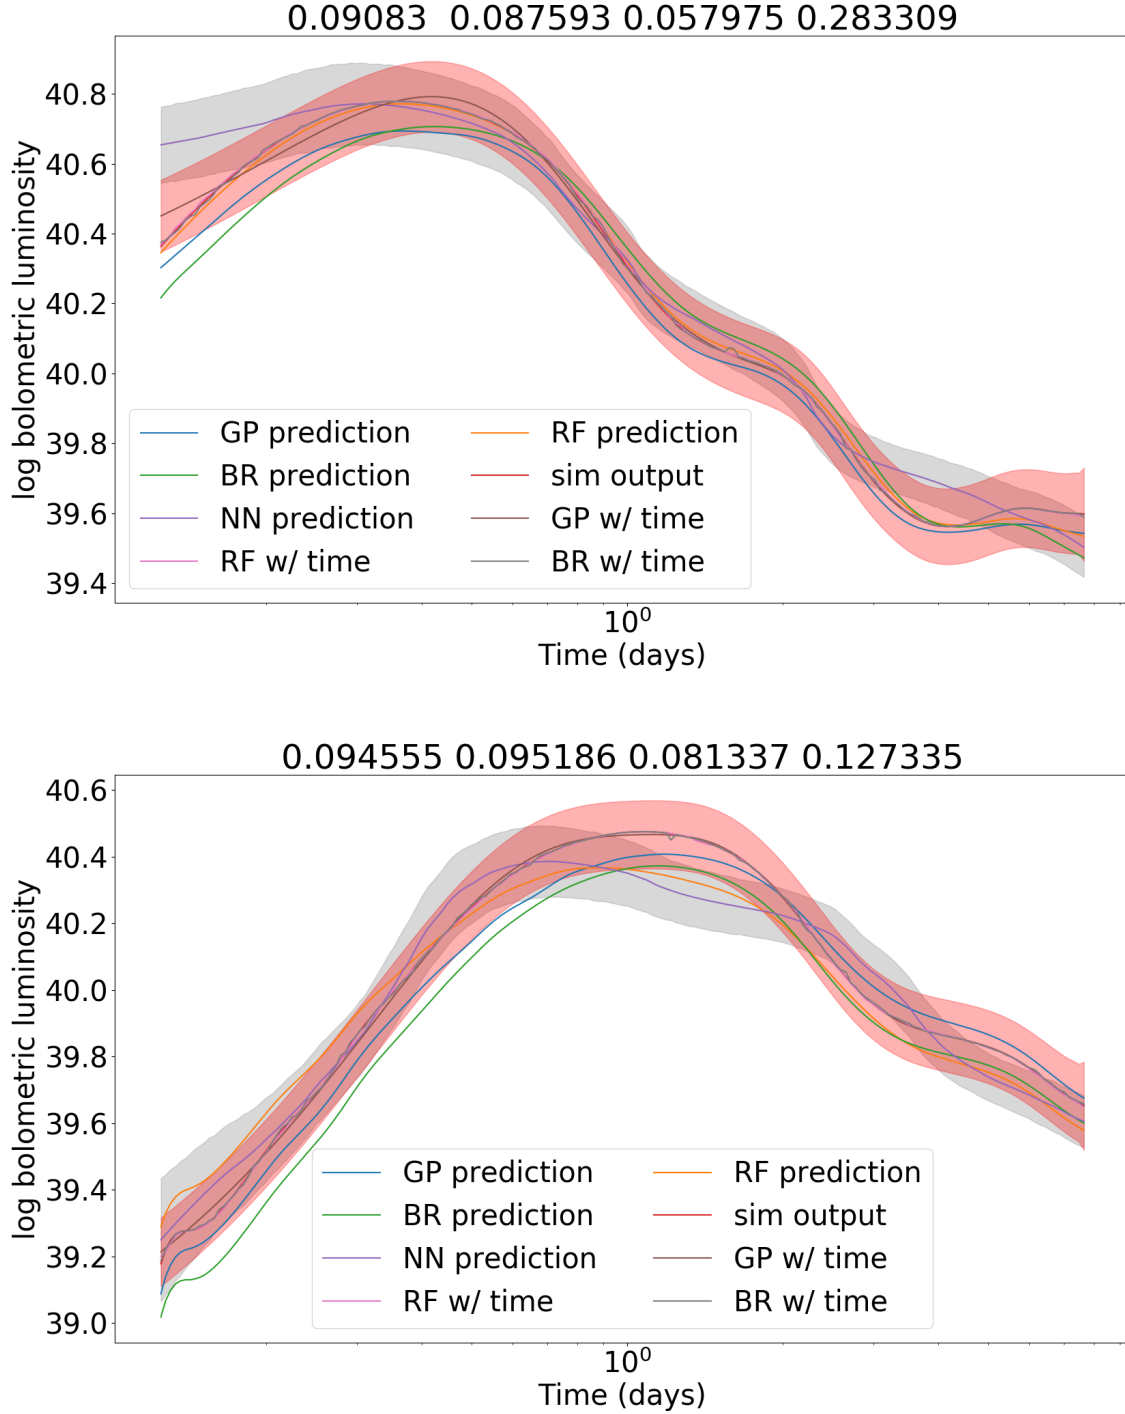 0.09083 0.087593 0.057975 0.283309
log bolometric luminosity
40.8
40.6
40.4
40.2
40.0
39.8
39.6
39.4
GP prediction RF prediction
BR prediction sim output
NN prediction GP w/ time
RF w/ time BR w/ time
10⁰
Time (days)
0.094555 0.095186 0.081337 0.127335
log bolometric luminosity
40.6
40.4
40.2
40.0
39.8
39.6
39.4
39.2
39.0
GP prediction RF prediction
BR prediction sim output
NN prediction GP w/ time
RF w/ time BR w/ time
10⁰
Time (days)